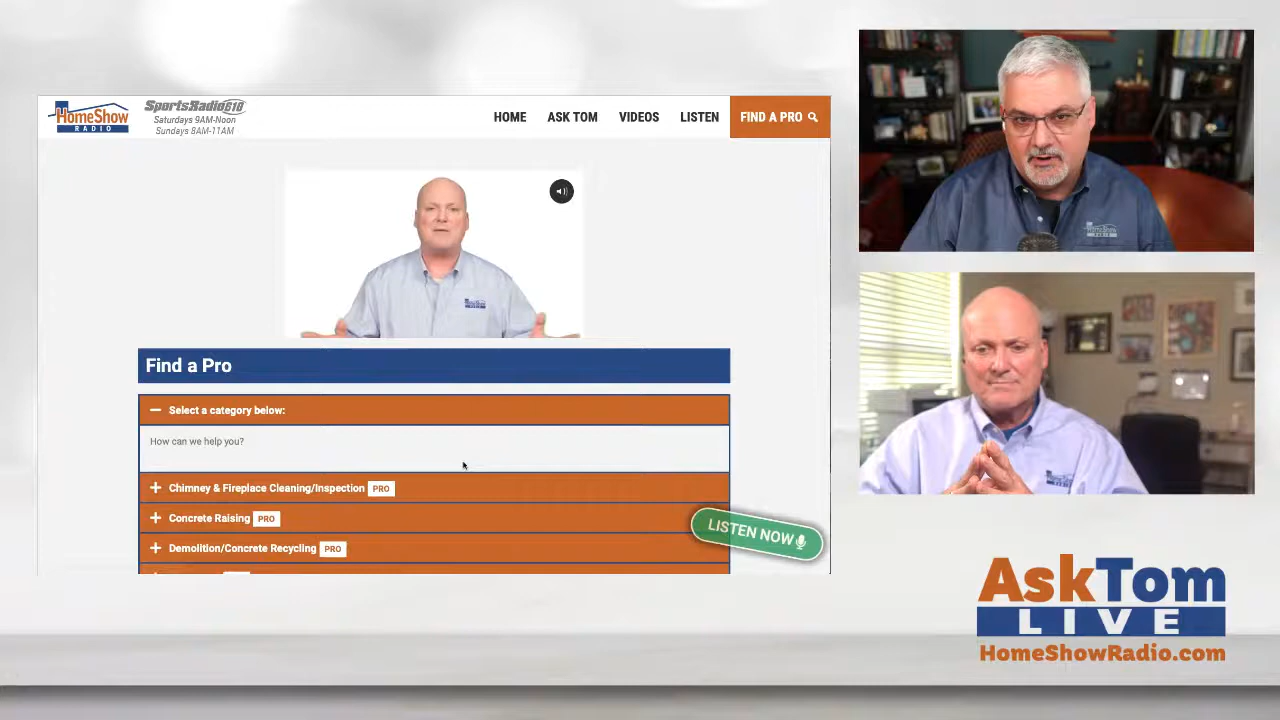 HomeShow
RADIO
SportsRadio610
Saturdays 9AM-Noon
Sundays 8AM-11AM
HOME ASK TOM VIDEOS LISTEN FIND A PRO
Find a Pro
Select a category below:
How can we help you?
Chimney & Fireplace Cleaning/Inspection PRO
Concrete Raising PRO
Demolition/Concrete Recycling PRO
LISTEN NOW
HomeShow
RADIO
AskTom
LIVE
HomeShowRadio.com